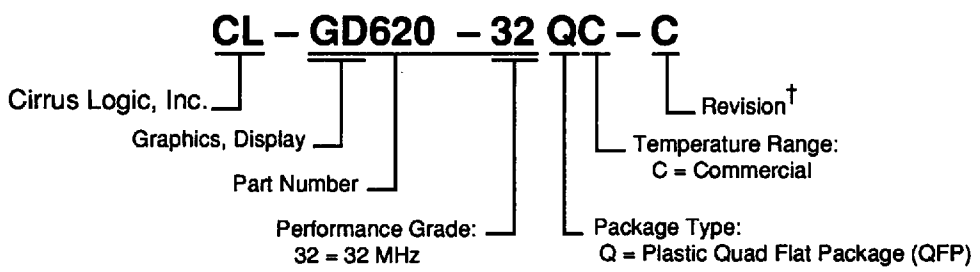 CL – GD620 – 32 QC – C
Cirrus Logic, Inc.
Revision†
Graphics, Display
Temperature Range:
C = Commercial
Part Number
Performance Grade:
32 = 32 MHz
Package Type:
Q = Plastic Quad Flat Package (QFP)